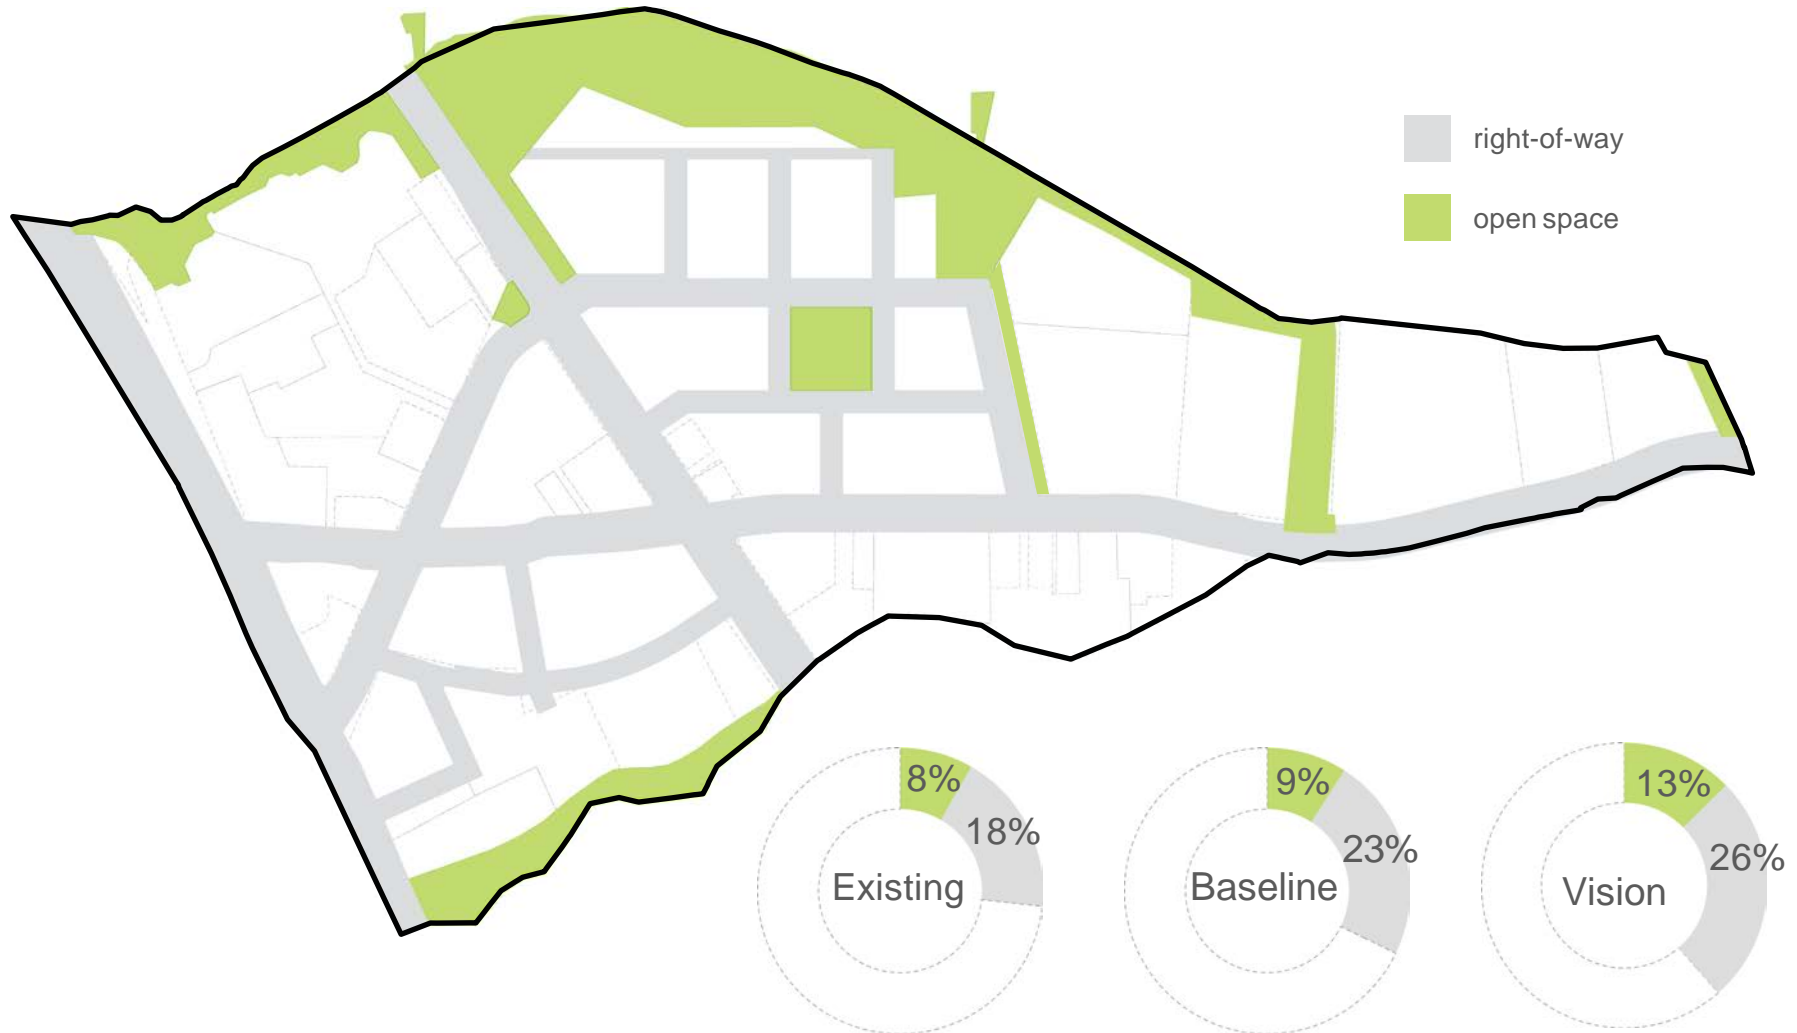 right-of-way
open space
8%
18%
Existing
9%
23%
Baseline
13%
26%
Vision